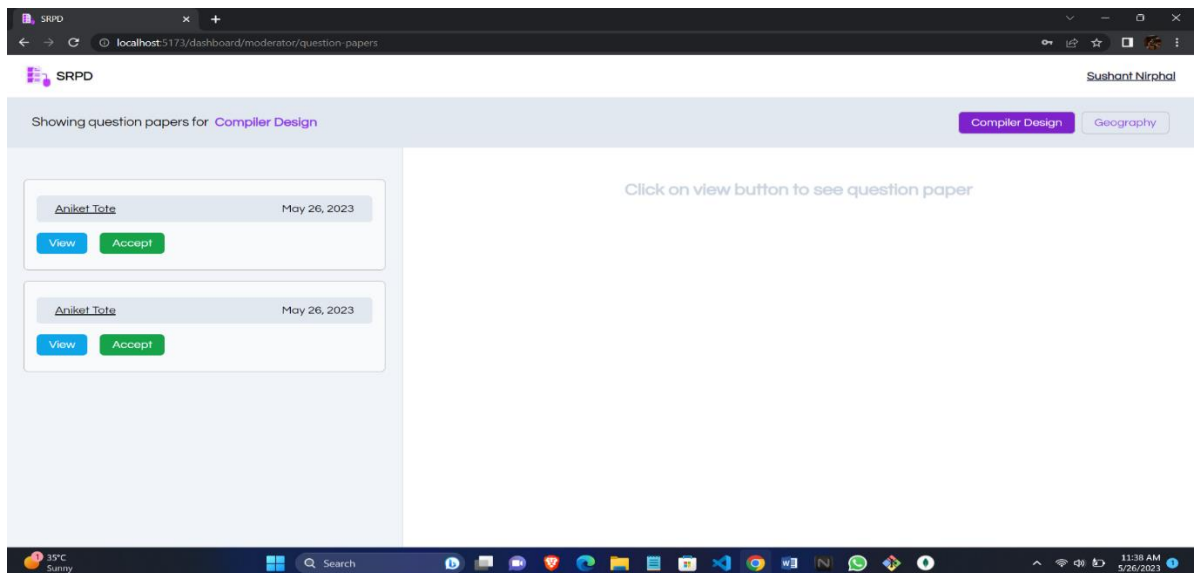 SRPD
localhost:5173/dashboard/moderator/question-papers
SRPD
Sushant Nirphal
Showing question papers for Compiler Design
Compiler Design
Geography
Aniket Tote May 26, 2023
View Accept
Aniket Tote May 26, 2023
View Accept
Click on view button to see question paper
1
35°C
Sunny
Search
11:38 AM
5/26/2023
1